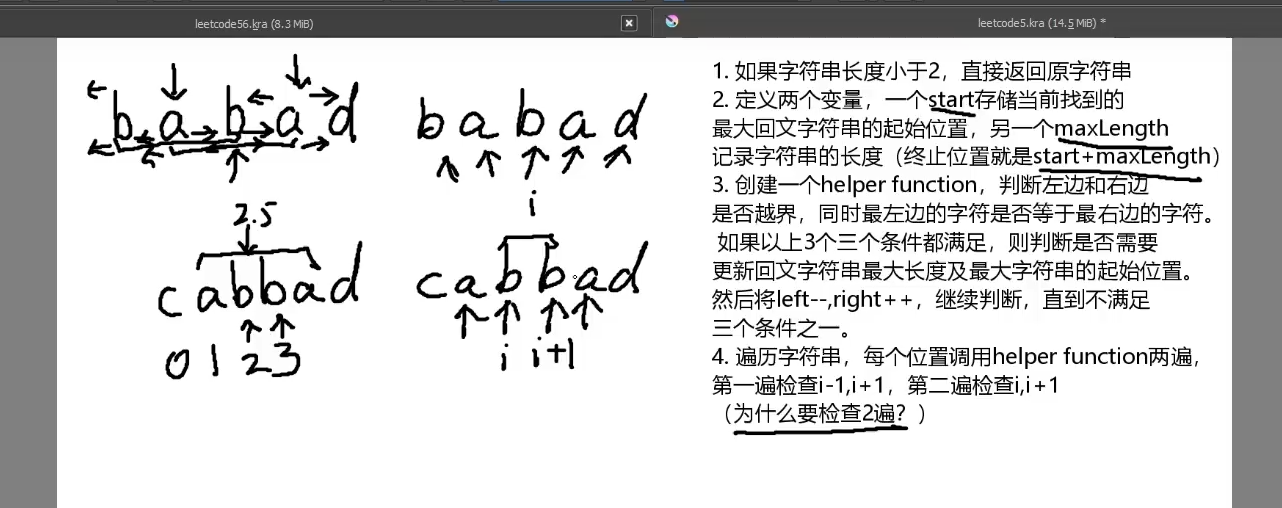 leetcode56.kra (8.3 MiB)
leetcode5.kra (14.5 MiB) *
b a b a d
b a b a d
i
2.5
c a b b a d
0 1 2 3
c a b b a d
i i+1
1. 如果字符串长度小于2，直接返回原字符串
2. 定义两个变量，一个start存储当前找到的
最大回文字符串的起始位置，另一个maxLength
记录字符串的长度（终止位置就是start+maxLength）
3. 创建一个helper function，判断左边和右边
是否越界，同时最左边的字符是否等于最右边的字符。
如果以上3个三个条件都满足，则判断是否需要
更新回文字符串最大长度及最大字符串的起始位置。
然后将left--,right++，继续判断，直到不满足
三个条件之一。
4. 遍历字符串，每个位置调用helper function两遍，
第一遍检查i-1,i+1，第二遍检查i,i+1
（为什么要检查2遍？）